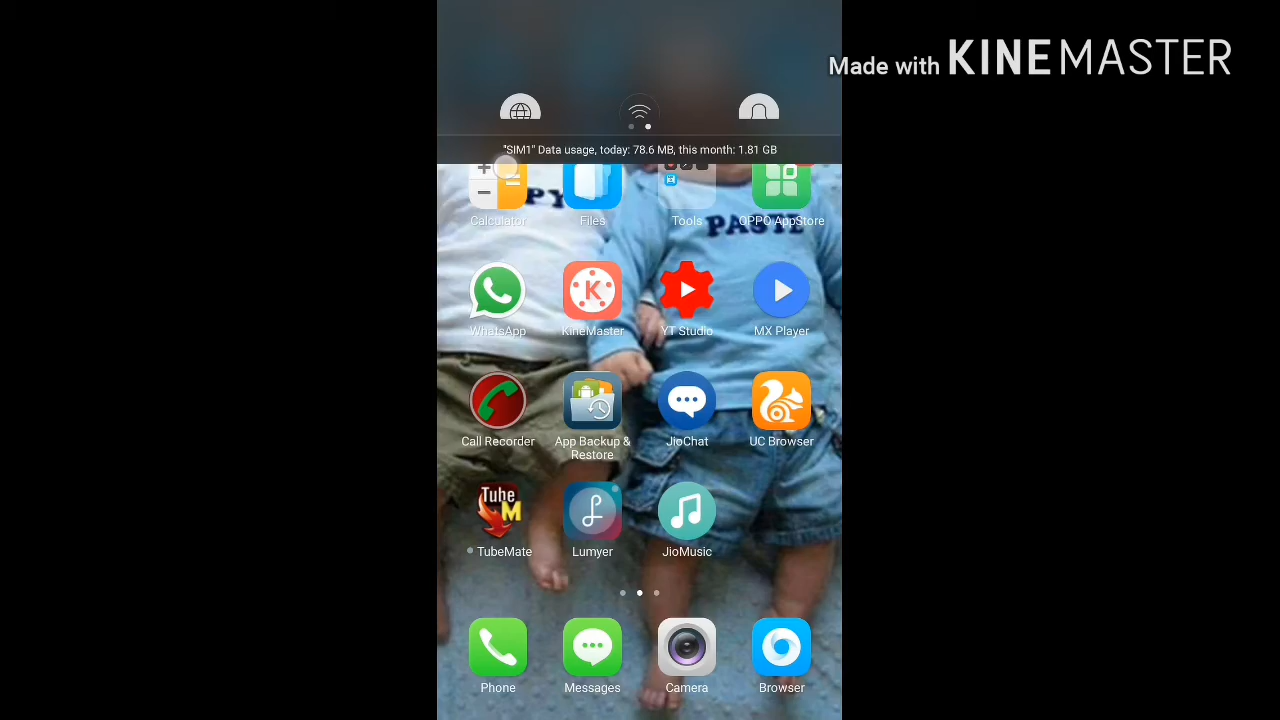 Made with KINEMASTER
"SIM1" Data usage, today: 78.6 MB, this month: 1.81 GB
Calculator Files Tools OPPO AppStore
PY PASTE
WhatsApp KineMaster YT Studio MX Player
Call Recorder App Backup & Restore JioChat UC Browser
Tube M
TubeMate Lumyer JioMusic
Phone Messages Camera Browser